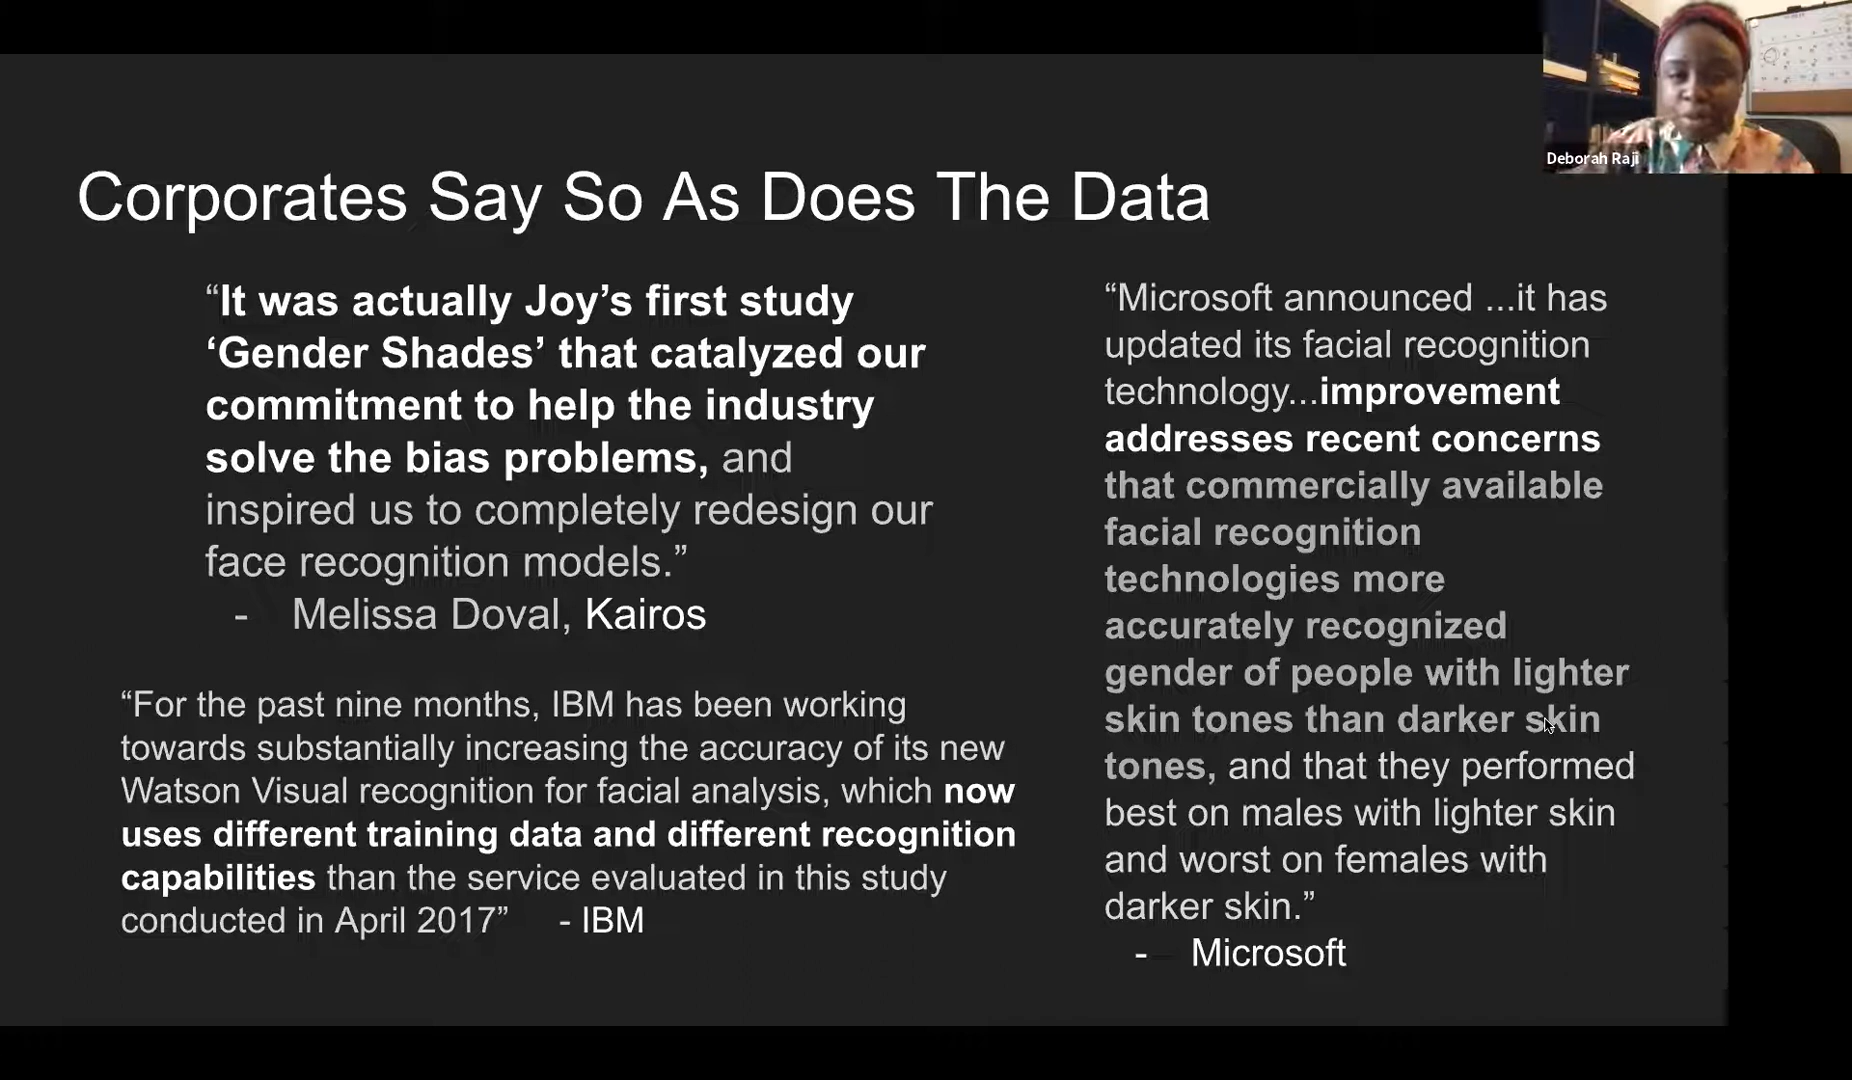 Deborah Raji
Corporates Say So As Does The Data
“It was actually Joy’s first study
‘Gender Shades’ that catalyzed our
commitment to help the industry
solve the bias problems, and
inspired us to completely redesign our
face recognition models.”
- Melissa Doval, Kairos
“For the past nine months, IBM has been working
towards substantially increasing the accuracy of its new
Watson Visual recognition for facial analysis, which now
uses different training data and different recognition
capabilities than the service evaluated in this study
conducted in April 2017” - IBM
“Microsoft announced ...it has
updated its facial recognition
technology...improvement
addresses recent concerns
that commercially available
facial recognition
technologies more
accurately recognized
gender of people with lighter
skin tones than darker skin
tones, and that they performed
best on males with lighter skin
and worst on females with
darker skin.”
- Microsoft